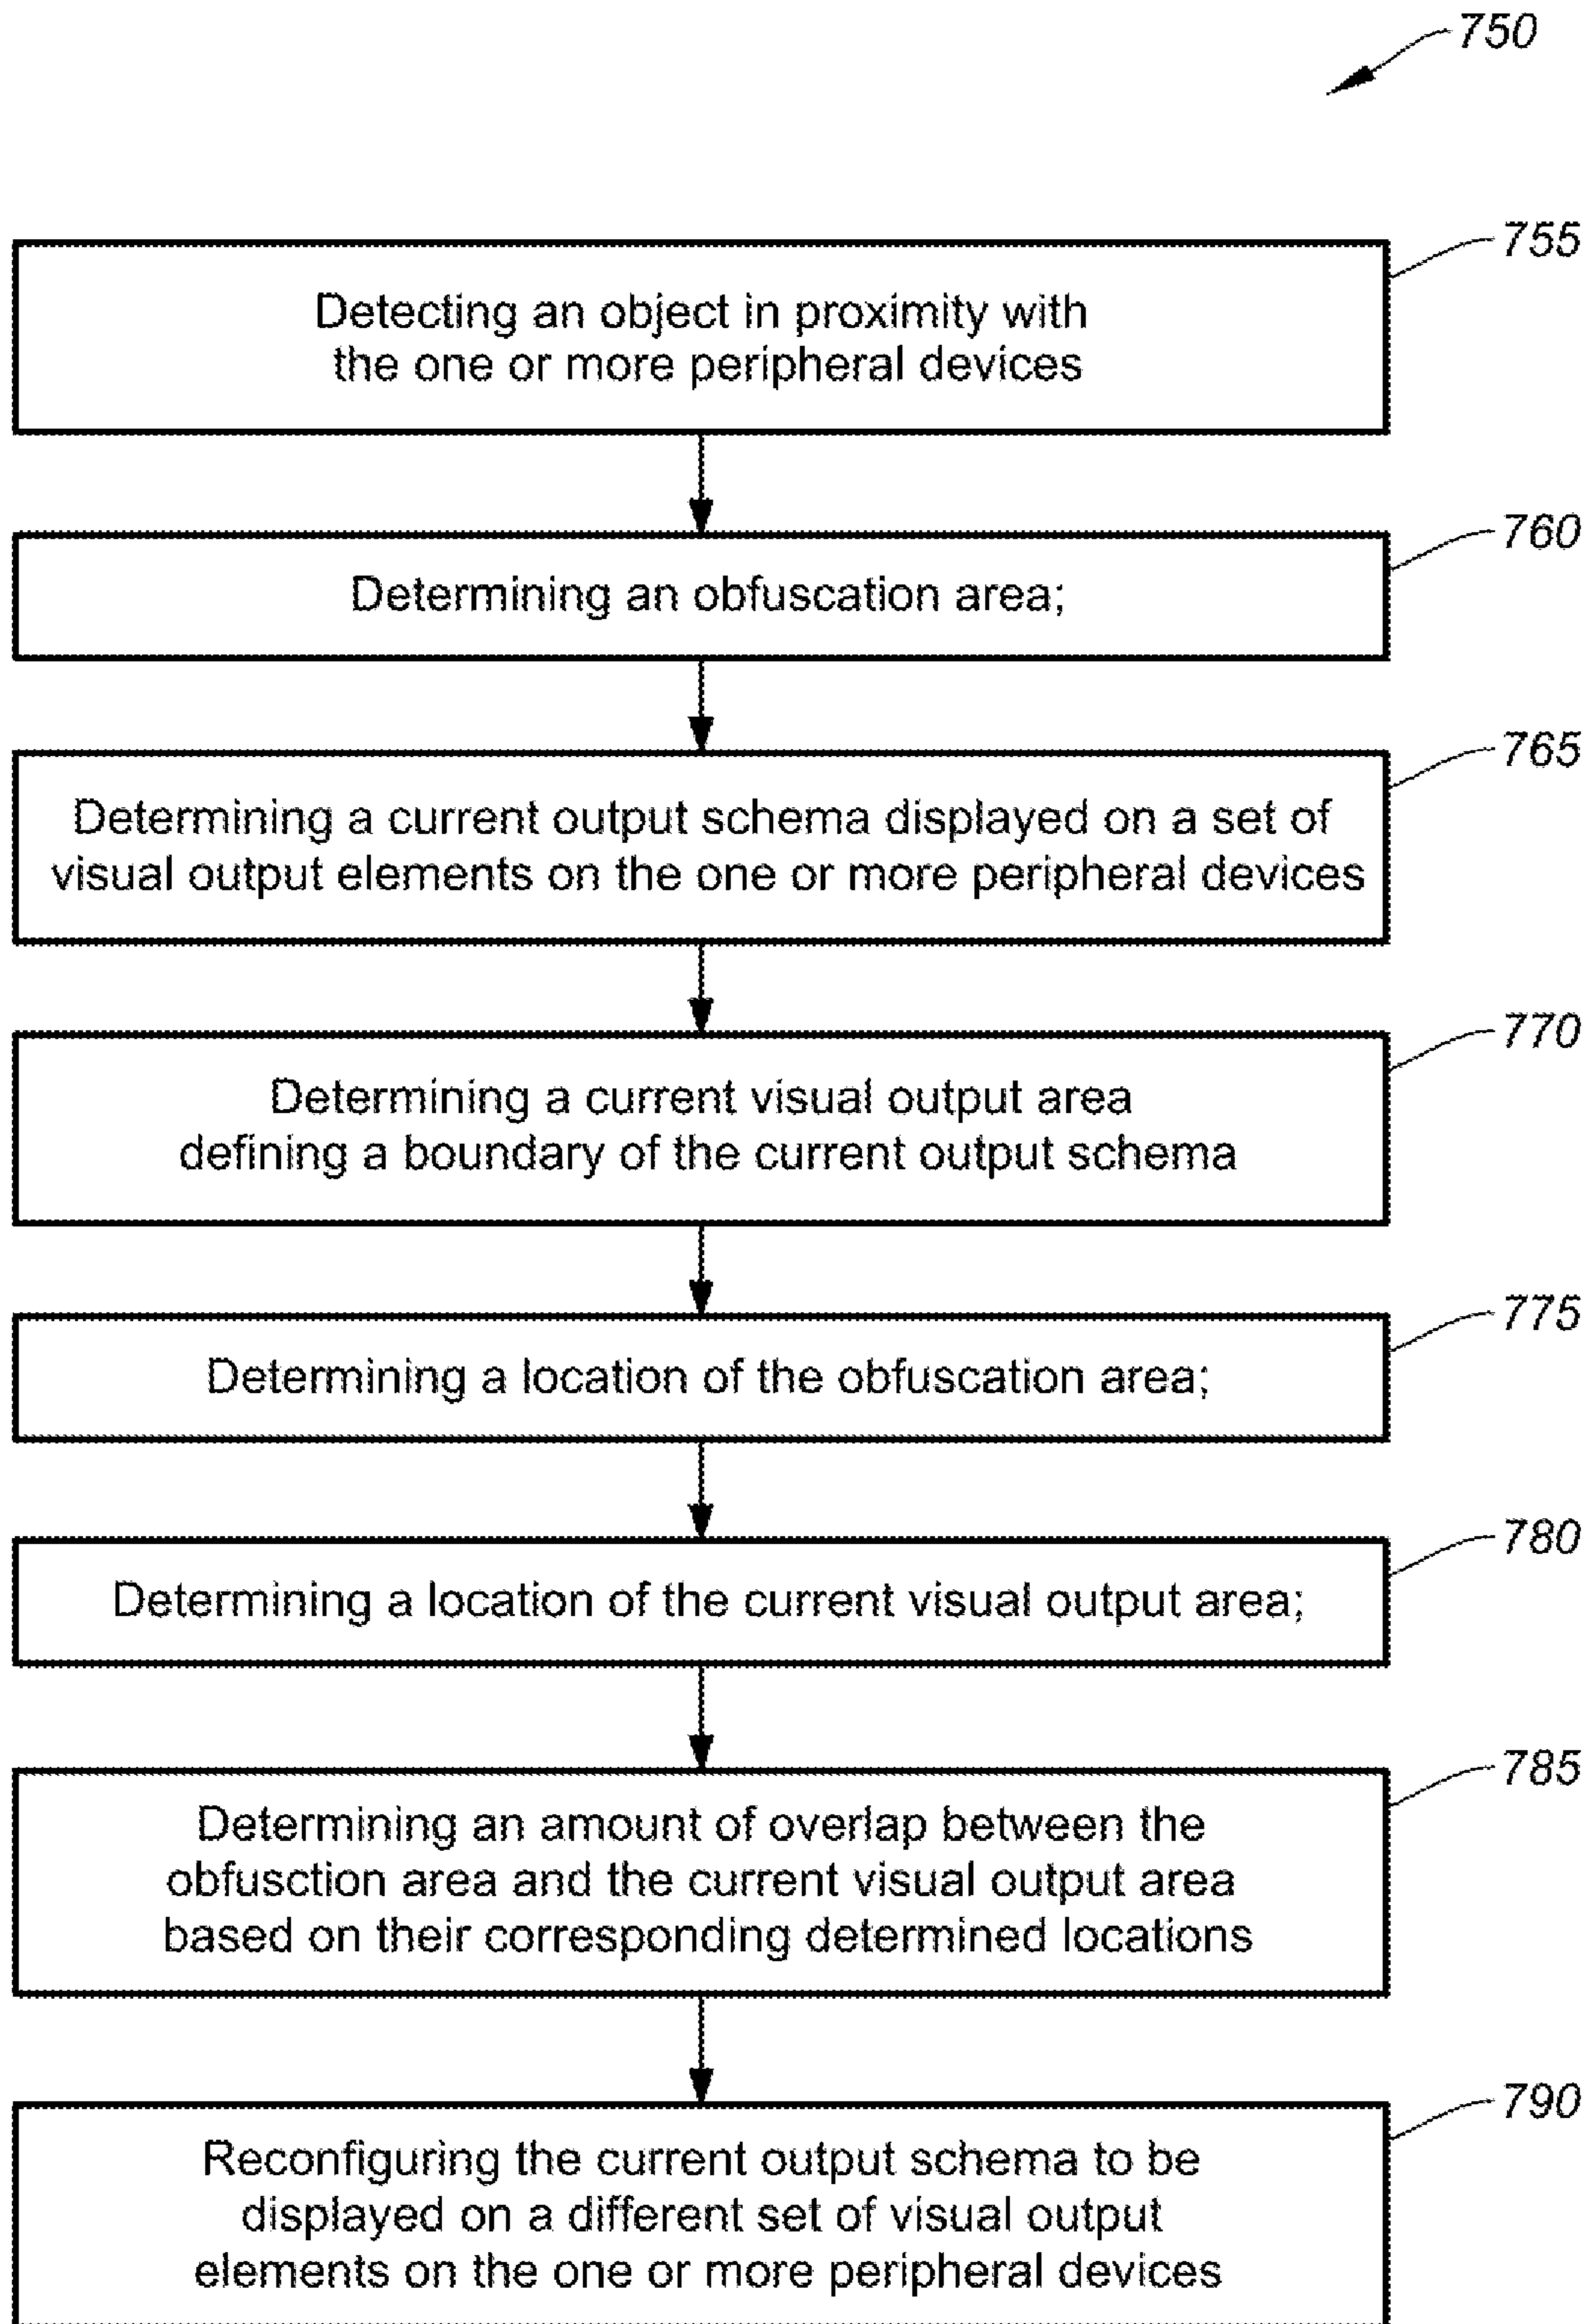 750
755
Detecting an object in proximity with
the one or more peripheral devices
760
Determining an obfuscation area;
765
Determining a current output schema displayed on a set of
visual output elements on the one or more peripheral devices
770
Determining a current visual output area
defining a boundary of the current output schema
775
Determining a location of the obfuscation area;
780
Determining a location of the current visual output area;
785
Determining an amount of overlap between the
obfusction area and the current visual output area
based on their corresponding determined locations
790
Reconfiguring the current output schema to be
displayed on a different set of visual output
elements on the one or more peripheral devices